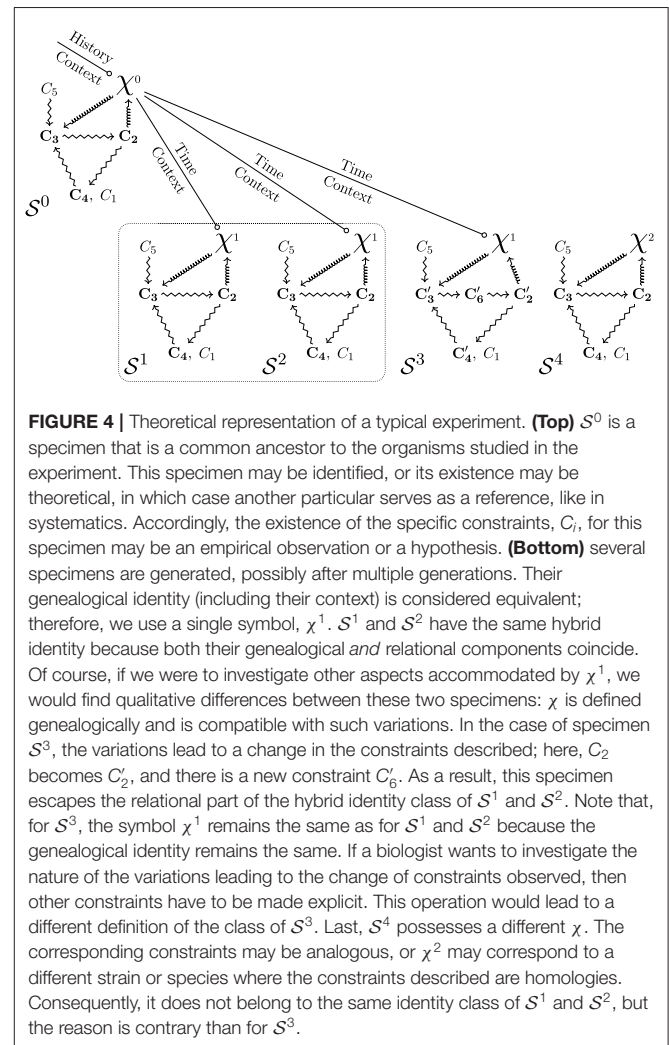 History
Context
C₅
χ⁰
C₃
C₂
C₄, C₁
S⁰
Time
Context
Time
Context
Time
Context
C₅ χ¹ C₅ χ¹ C₅ χ¹ C₅ χ²
C₃ C₂ C₃ C₂ C′₃ C′₆ C′₂ C₃ C₂
C₄, C₁ C₄, C₁ C′₄, C₁ C₄, C₁
S¹ S² S³ S⁴
FIGURE 4 | Theoretical representation of a typical experiment. (Top) S⁰ is a
specimen that is a common ancestor to the organisms studied in the
experiment. This specimen may be identified, or its existence may be
theoretical, in which case another particular serves as a reference, like in
systematics. Accordingly, the existence of the specific constraints, Cᵢ, for this
specimen may be an empirical observation or a hypothesis. (Bottom) several
specimens are generated, possibly after multiple generations. Their
genealogical identity (including their context) is considered equivalent;
therefore, we use a single symbol, χ¹. S¹ and S² have the same hybrid
identity because both their genealogical and relational components coincide.
Of course, if we were to investigate other aspects accommodated by χ¹, we
would find qualitative differences between these two specimens: χ is defined
genealogically and is compatible with such variations. In the case of specimen
S³, the variations lead to a change in the constraints described; here, C₂
becomes C′₂, and there is a new constraint C′₆. As a result, this specimen
escapes the relational part of the hybrid identity class of S¹ and S². Note that,
for S³, the symbol χ¹ remains the same as for S¹ and S² because the
genealogical identity remains the same. If a biologist wants to investigate the
nature of the variations leading to the change of constraints observed, then
other constraints have to be made explicit. This operation would lead to a
different definition of the class of S³. Last, S⁴ possesses a different χ. The
corresponding constraints may be analogous, or χ² may correspond to a
different strain or species where the constraints described are homologies.
Consequently, it does not belong to the same identity class of S¹ and S², but
the reason is contrary than for S³.